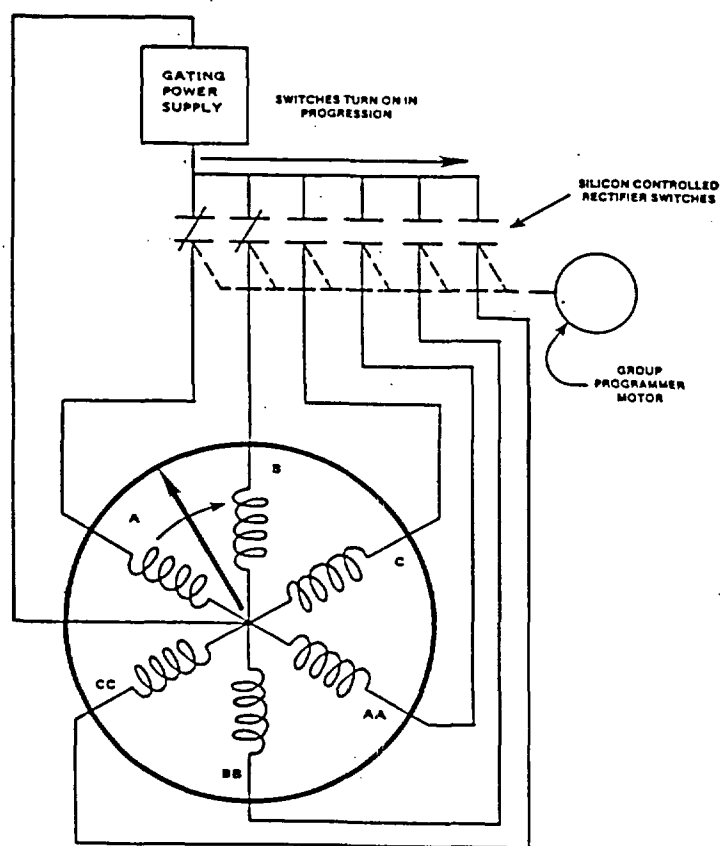 GATING
POWER
SUPPLY
SWITCHES TURN ON IN
PROGRESSION
SILICON CONTROLLED
RECTIFIER SWITCHES
GROUP
PROGRAMMER
MOTOR
B
A
C
CC
AA
BB